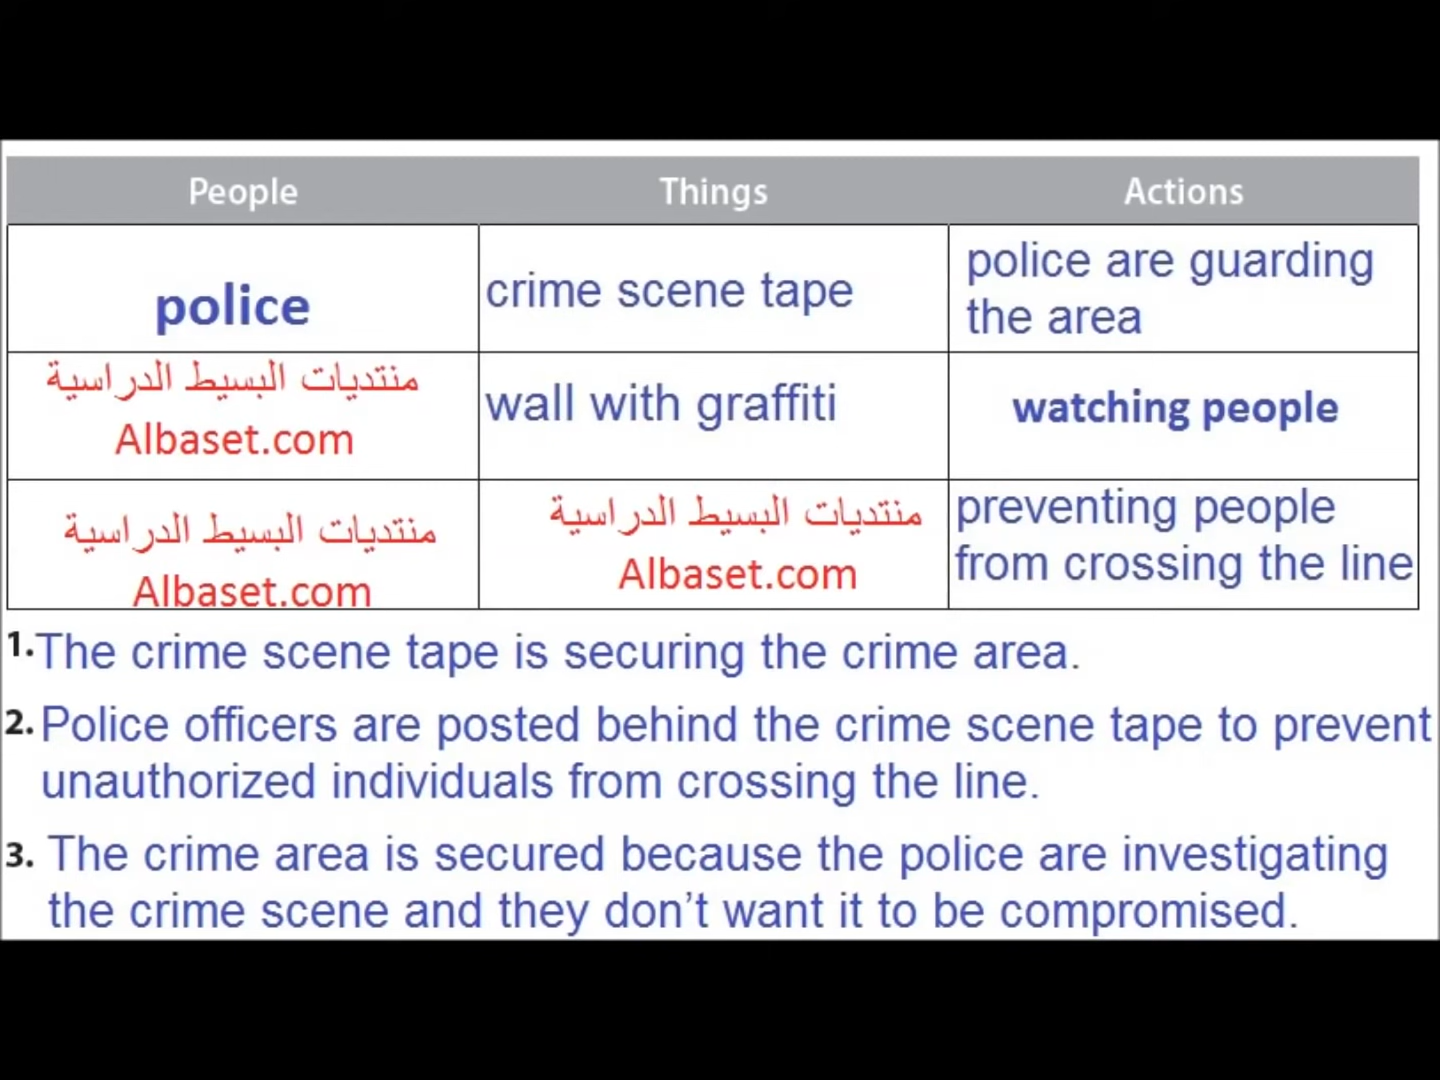 People Things Actions
police
crime scene tape
police are guarding
the area
منتديات البسيط الدراسية
Albaset.com
wall with graffiti
watching people
منتديات البسيط الدراسية
Albaset.com
منتديات البسيط الدراسية
Albaset.com
preventing people
from crossing the line
1. The crime scene tape is securing the crime area.
2. Police officers are posted behind the crime scene tape to prevent
unauthorized individuals from crossing the line.
3. The crime area is secured because the police are investigating
the crime scene and they don't want it to be compromised.